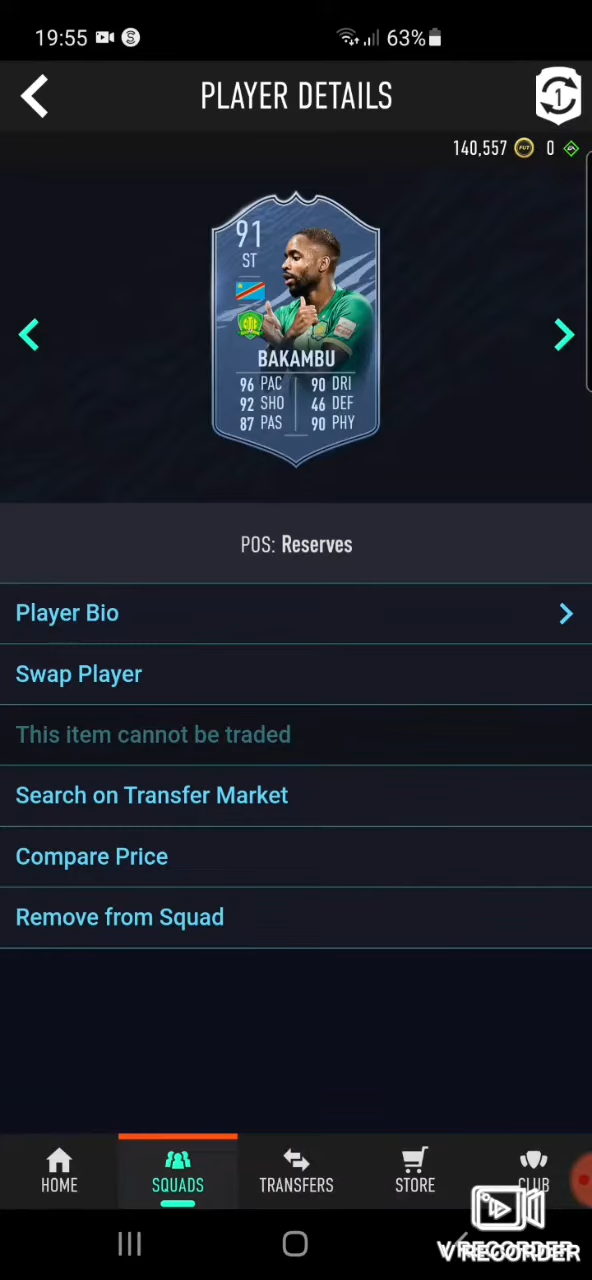 19:55 63%
PLAYER DETAILS
1
140,557 FUT 0
91
ST
BAKAMBU
96 PAC 90 DRI
92 SHO 46 DEF
87 PAS 90 PHY
POS: Reserves
Player Bio
Swap Player
This item cannot be traded
Search on Transfer Market
Compare Price
Remove from Squad
HOME SQUADS TRANSFERS STORE CLUB
VRECORDER